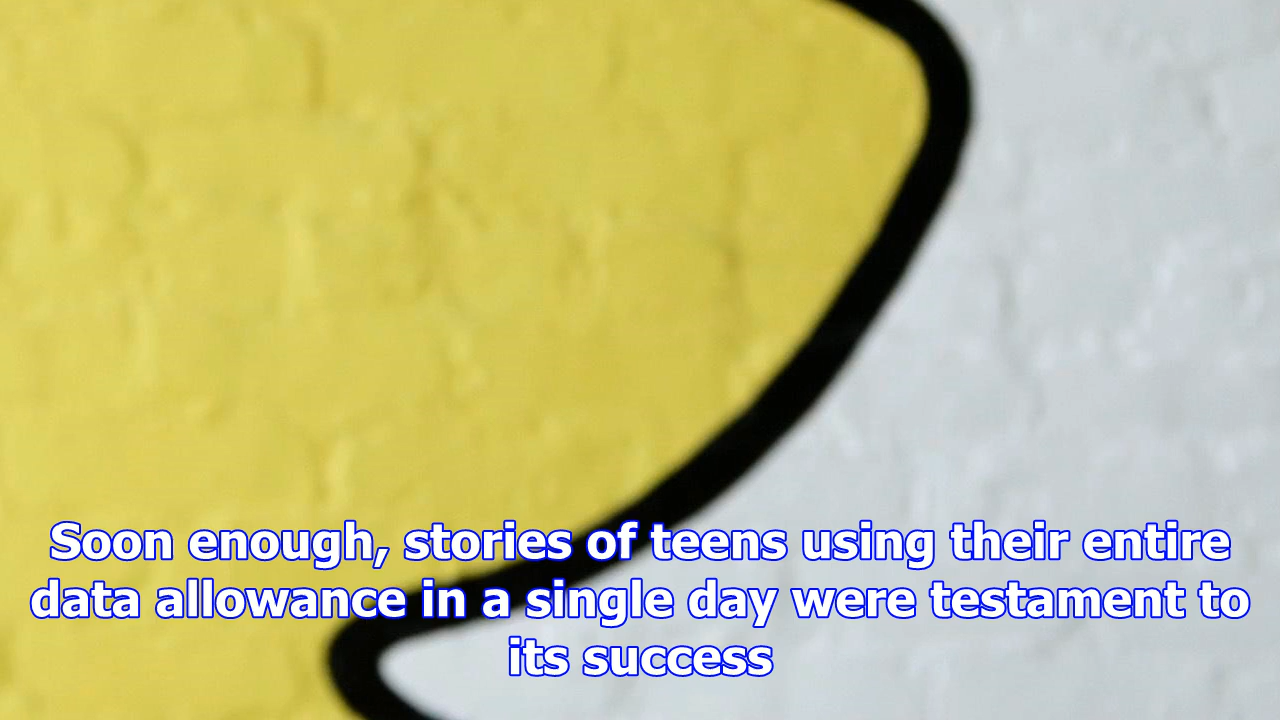 Soon enough, stories of teens using their entire
data allowance in a single day were testament to
its success